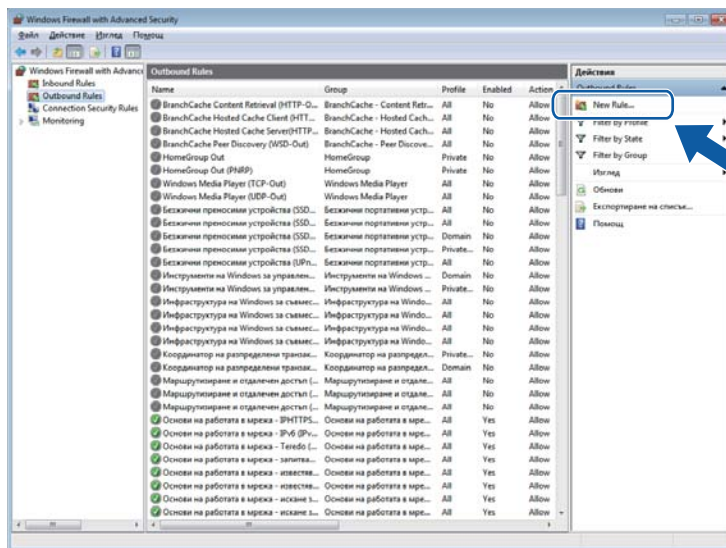 Windows Firewall with Advanced Security
Файл Действие Изглед Помощ
Windows Firewall with Advanc
Inbound Rules
Outbound Rules
Connection Security Rules
Monitoring
Outbound Rules
Name Group Profile Enabled Action
BranchCache Content Retrieval (HTTP-O... BranchCache - Content Retr... All No Allow
BranchCache Hosted Cache Client (HTT... BranchCache - Hosted Cach... All No Allow
BranchCache Hosted Cache Server(HTTP... BranchCache - Hosted Cach... All No Allow
BranchCache Peer Discovery (WSD-Out) BranchCache - Peer Discove... All No Allow
HomeGroup Out HomeGroup Private No Allow
HomeGroup Out (PNRP) HomeGroup Private No Allow
Windows Media Player (TCP-Out) Windows Media Player All No Allow
Windows Media Player (UDP-Out) Windows Media Player All No Allow
Безжични преносими устройства (SSD... Безжични портативни устр... All No Allow
Безжични преносими устройства (SSD... Безжични портативни устр... All No Allow
Безжични преносими устройства (SSD... Безжични портативни устр... Domain No Allow
Безжични преносими устройства (SSD... Безжични портативни устр... Private... No Allow
Безжични преносими устройства (UPn... Безжични портативни устр... All No Allow
Инструменти на Windows за управлен... Инструменти на Windows ... Domain No Allow
Инструменти на Windows за управлен... Инструменти на Windows ... Private... No Allow
Инфраструктура на Windows за съвмес... Инфраструктура на Windo... All No Allow
Инфраструктура на Windows за съвмес... Инфраструктура на Windo... All No Allow
Инфраструктура на Windows за съвмес... Инфраструктура на Windo... All No Allow
Инфраструктура на Windows за съвмес... Инфраструктура на Windo... All No Allow
Координатор на разпределени транзак... Координатор на разпредел... Private... No Allow
Координатор на разпределени транзак... Координатор на разпредел... Domain No Allow
Маршрутизиране и отдалечен достъп (... Маршрутизиране и отдале... All No Allow
Маршрутизиране и отдалечен достъп (... Маршрутизиране и отдале... All No Allow
Маршрутизиране и отдалечен достъп (... Маршрутизиране и отдале... All No Allow
Основи на работата в мрежа - IPHTTPS... Основи на работата в мре... All Yes Allow
Основи на работата в мрежа - IPv6 (IPv... Основи на работата в мре... All Yes Allow
Основи на работата в мрежа - Teredo (... Основи на работата в мре... All Yes Allow
Основи на работата в мрежа - запитва... Основи на работата в мре... All Yes Allow
Основи на работата в мрежа - известяв... Основи на работата в мре... All Yes Allow
Основи на работата в мрежа - известяв... Основи на работата в мре... All Yes Allow
Основи на работата в мрежа - искане з... Основи на работата в мре... All Yes Allow
Основи на работата в мрежа - искане з... Основи на работата в мре... All Yes Allow
Действия
Outbound Rules
New Rule...
Filter by Profile
Filter by State
Filter by Group
Изглед
Обнови
Експортиране на списък...
Помощ